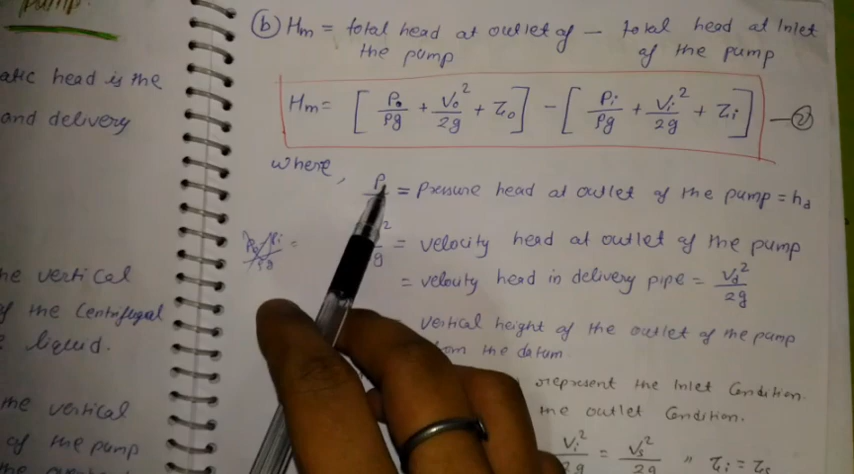 pump.
atic head is the
and delivery
he vertical
of the Centrifugal
liquid.
the vertical
of the pump
(b) Hm = total head at outlet of — total head at Inlet
the pump of the pump
Hm = [ Po/ρg + Vo²/2g + Zo ] - [ Pi/ρg + Vi²/2g + Zi ] —②
where,
P = pressure head at outlet of the pump = hd
²/g = velocity head at outlet of the pump
= velouity head in delivery pipe = Vd²/2g
vertical height of the outlet of the pump
from the datum
represent the Inlet Condition.
the outlet Condition.
Vi²/2g = Vs²/2g " Zi = Zs